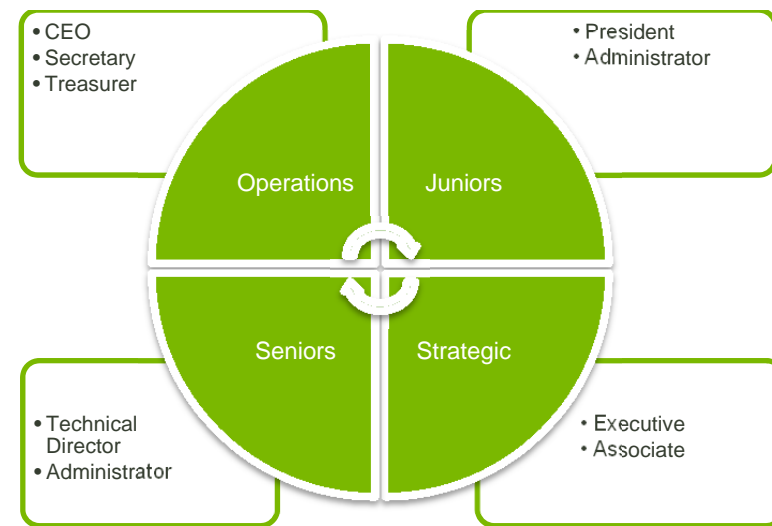 • CEO
• Secretary
• Treasurer
• President
• Administrator
Operations
Juniors
Seniors
Strategic
• Technical
Director
• Administrator
• Executive
• Associate